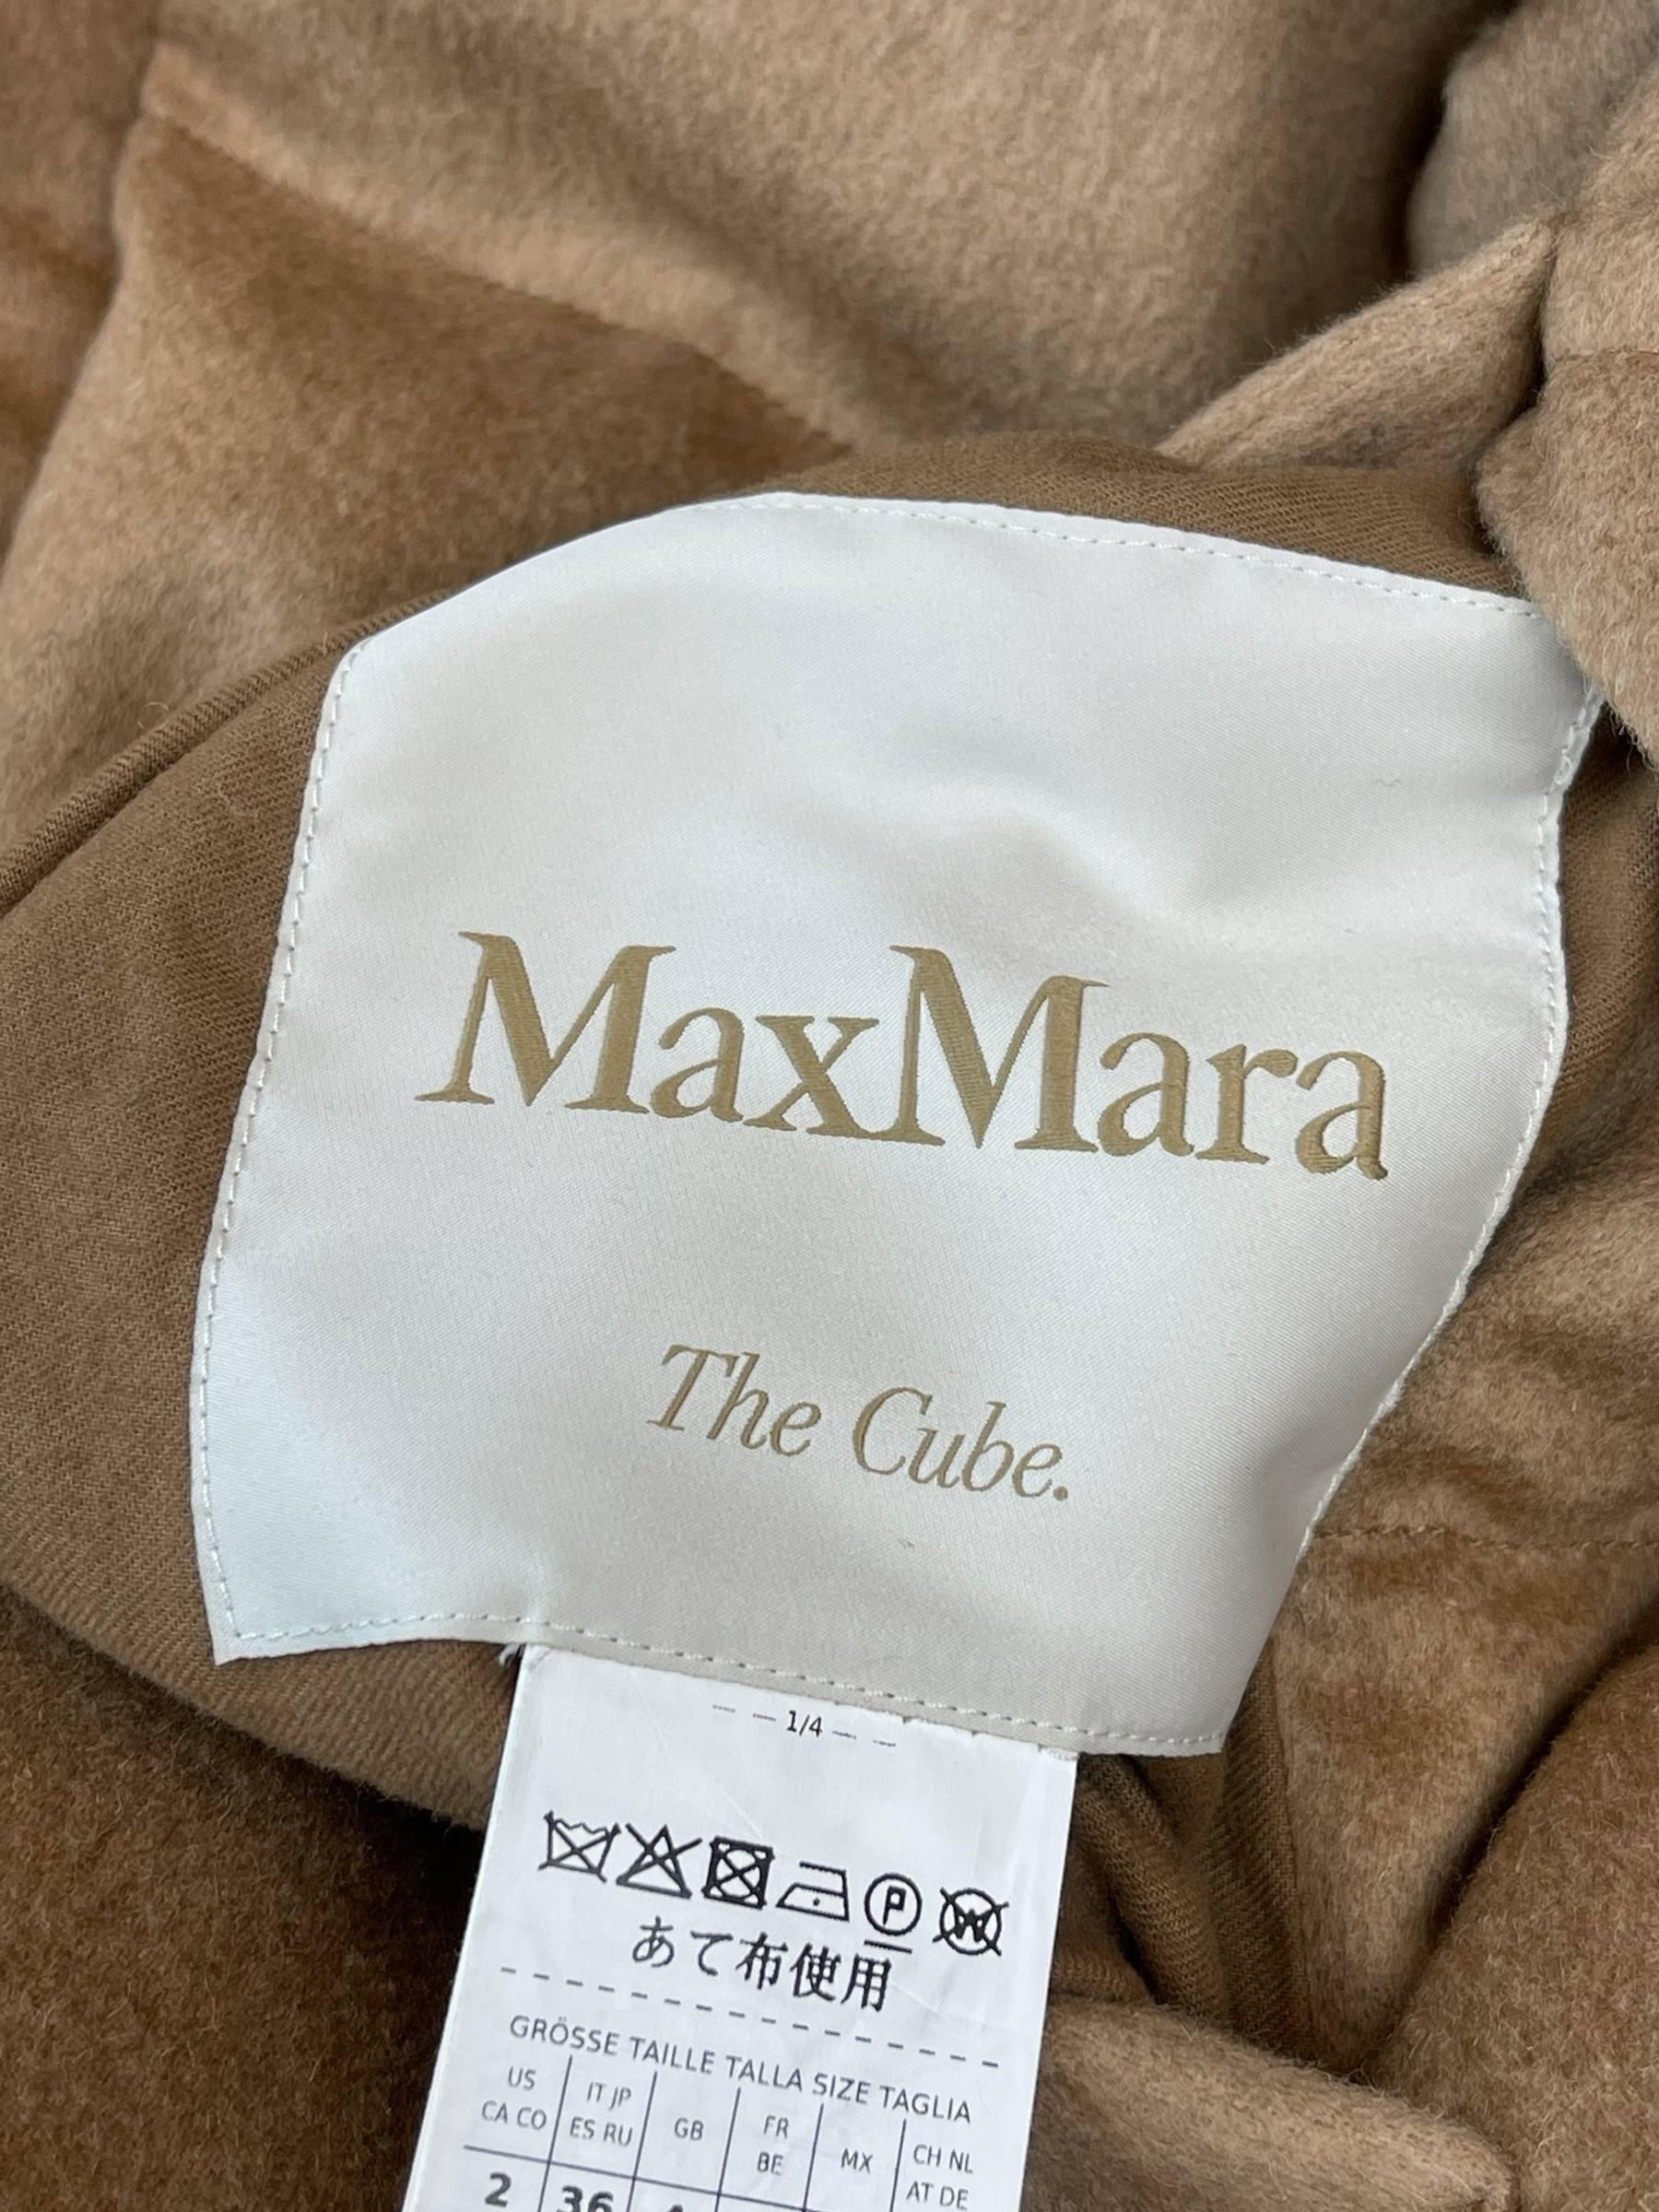 MaxMara
The Cube.
1/4
P
W
あて布使用
GRÖSSE TAILLE TALLA SIZE TAGLIA
US IT JP GB FR MX CH NL
CA CO ES RU BE AT DE
2 36